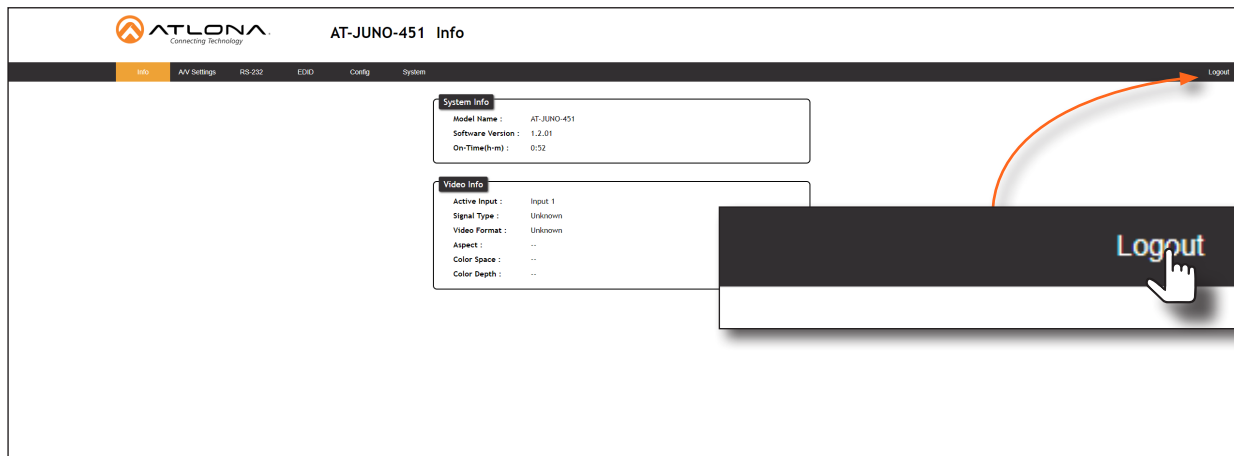 ATLONA.
Connecting Technology
AT-JUNO-451 Info
Info A/V Settings RS-232 EDID Config System Logout
System Info
Model Name : AT-JUNO-451
Software Version : 1.2.01
On-Time(h-m) : 0:52
Video Info
Active Input : Input 1
Signal Type : Unknown
Video Format : Unknown
Aspect : --
Color Space : --
Color Depth : --
Logout